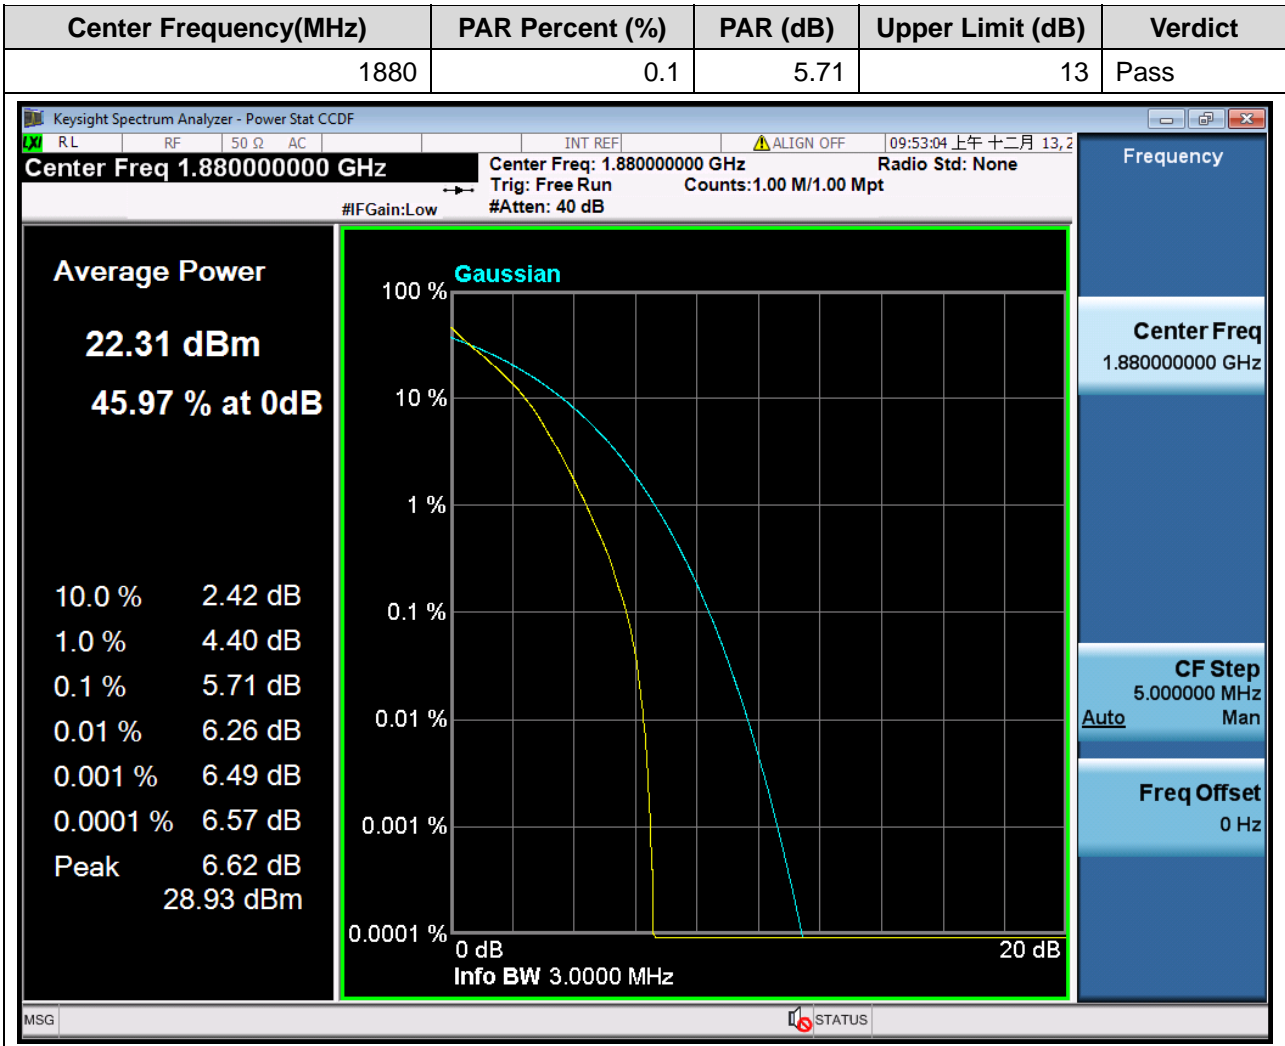 Center Frequency(MHz) PAR Percent (%) PAR (dB) Upper Limit (dB) Verdict
1880 0.1 5.71 13 Pass
Keysight Spectrum Analyzer - Power Stat CCDF
LXI RL RF 50 Ω AC INT REF ALIGN OFF 09:53:04 上午 十二月 13, 2
Center Freq 1.880000000 GHz
Center Freq: 1.880000000 GHz Radio Std: None
Trig: Free Run Counts:1.00 M/1.00 Mpt
#IFGain:Low #Atten: 40 dB
Frequency
Average Power
22.31 dBm
45.97 % at 0dB
10.0 % 2.42 dB
1.0 % 4.40 dB
0.1 % 5.71 dB
0.01 % 6.26 dB
0.001 % 6.49 dB
0.0001 % 6.57 dB
Peak 6.62 dB
28.93 dBm
Gaussian
100 %
10 %
1 %
0.1 %
0.01 %
0.001 %
0.0001 %
0 dB 20 dB
Info BW 3.0000 MHz
Center Freq
1.880000000 GHz
CF Step
5.000000 MHz
Auto Man
Freq Offset
0 Hz
MSG STATUS